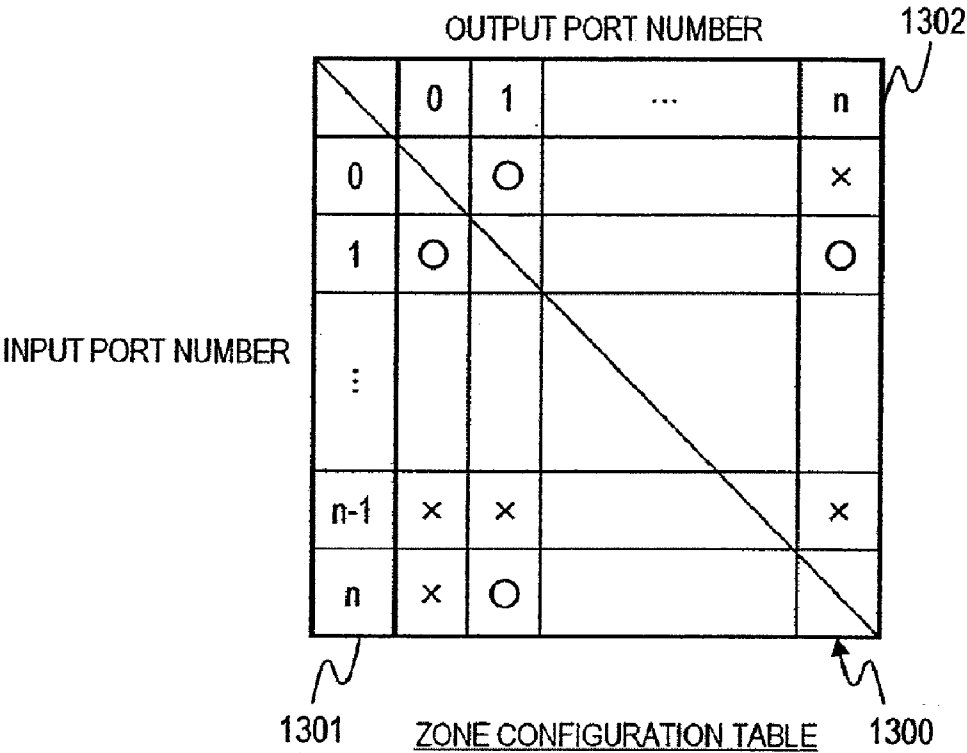 OUTPUT PORT NUMBER
1302
0 1 ... n
0 ○ ×
1 ○ ○
INPUT PORT NUMBER
⋮
n-1 × × ×
n × ○
1301
ZONE CONFIGURATION TABLE
1300